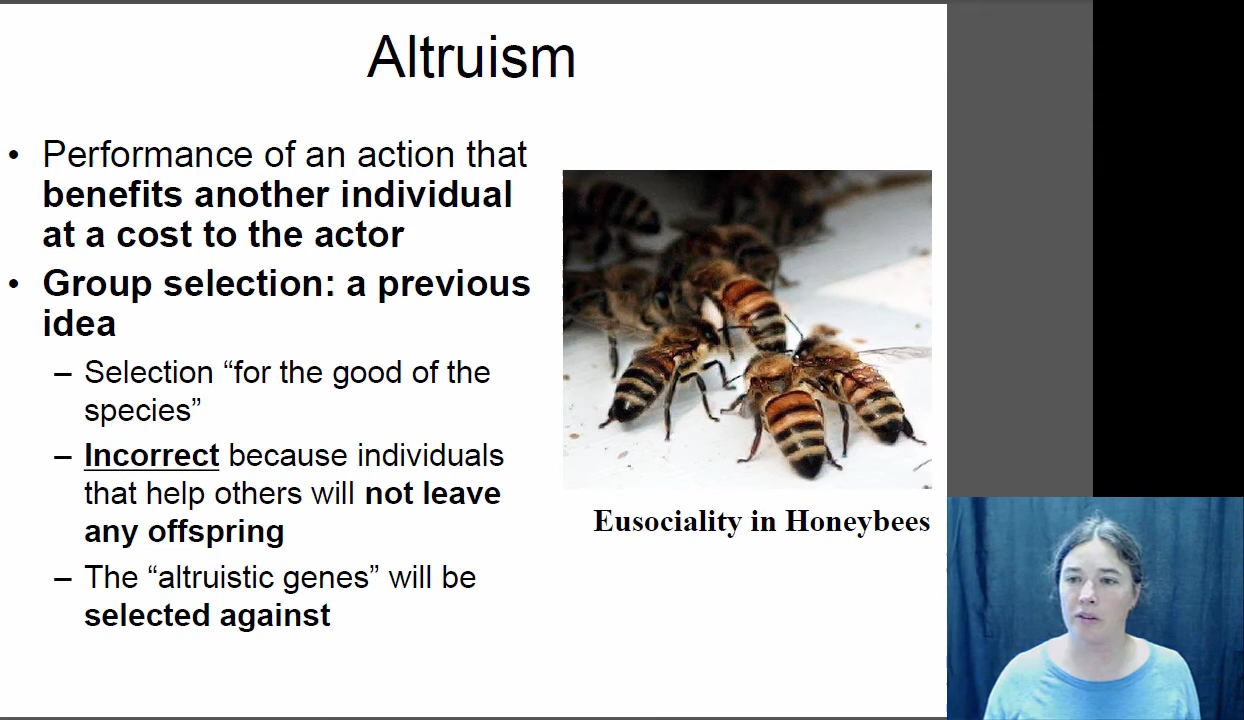 Altruism
• Performance of an action that
benefits another individual
at a cost to the actor
• Group selection: a previous
idea
– Selection “for the good of the
species”
– Incorrect because individuals
that help others will not leave
any offspring
– The “altruistic genes” will be
selected against
Eusociality in Honeybees